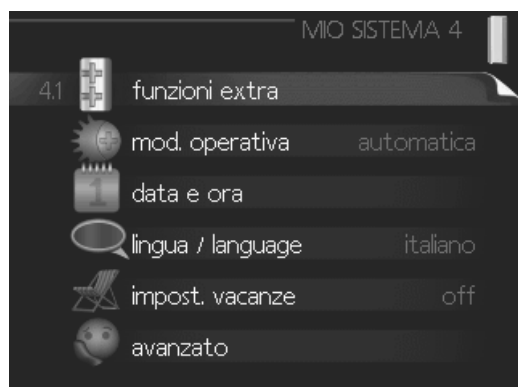 MIO SISTEMA 4
4.1 funzioni extra
mod. operativa automatica
1
data e ora
lingua / language italiano
impost. vacanze off
avanzato